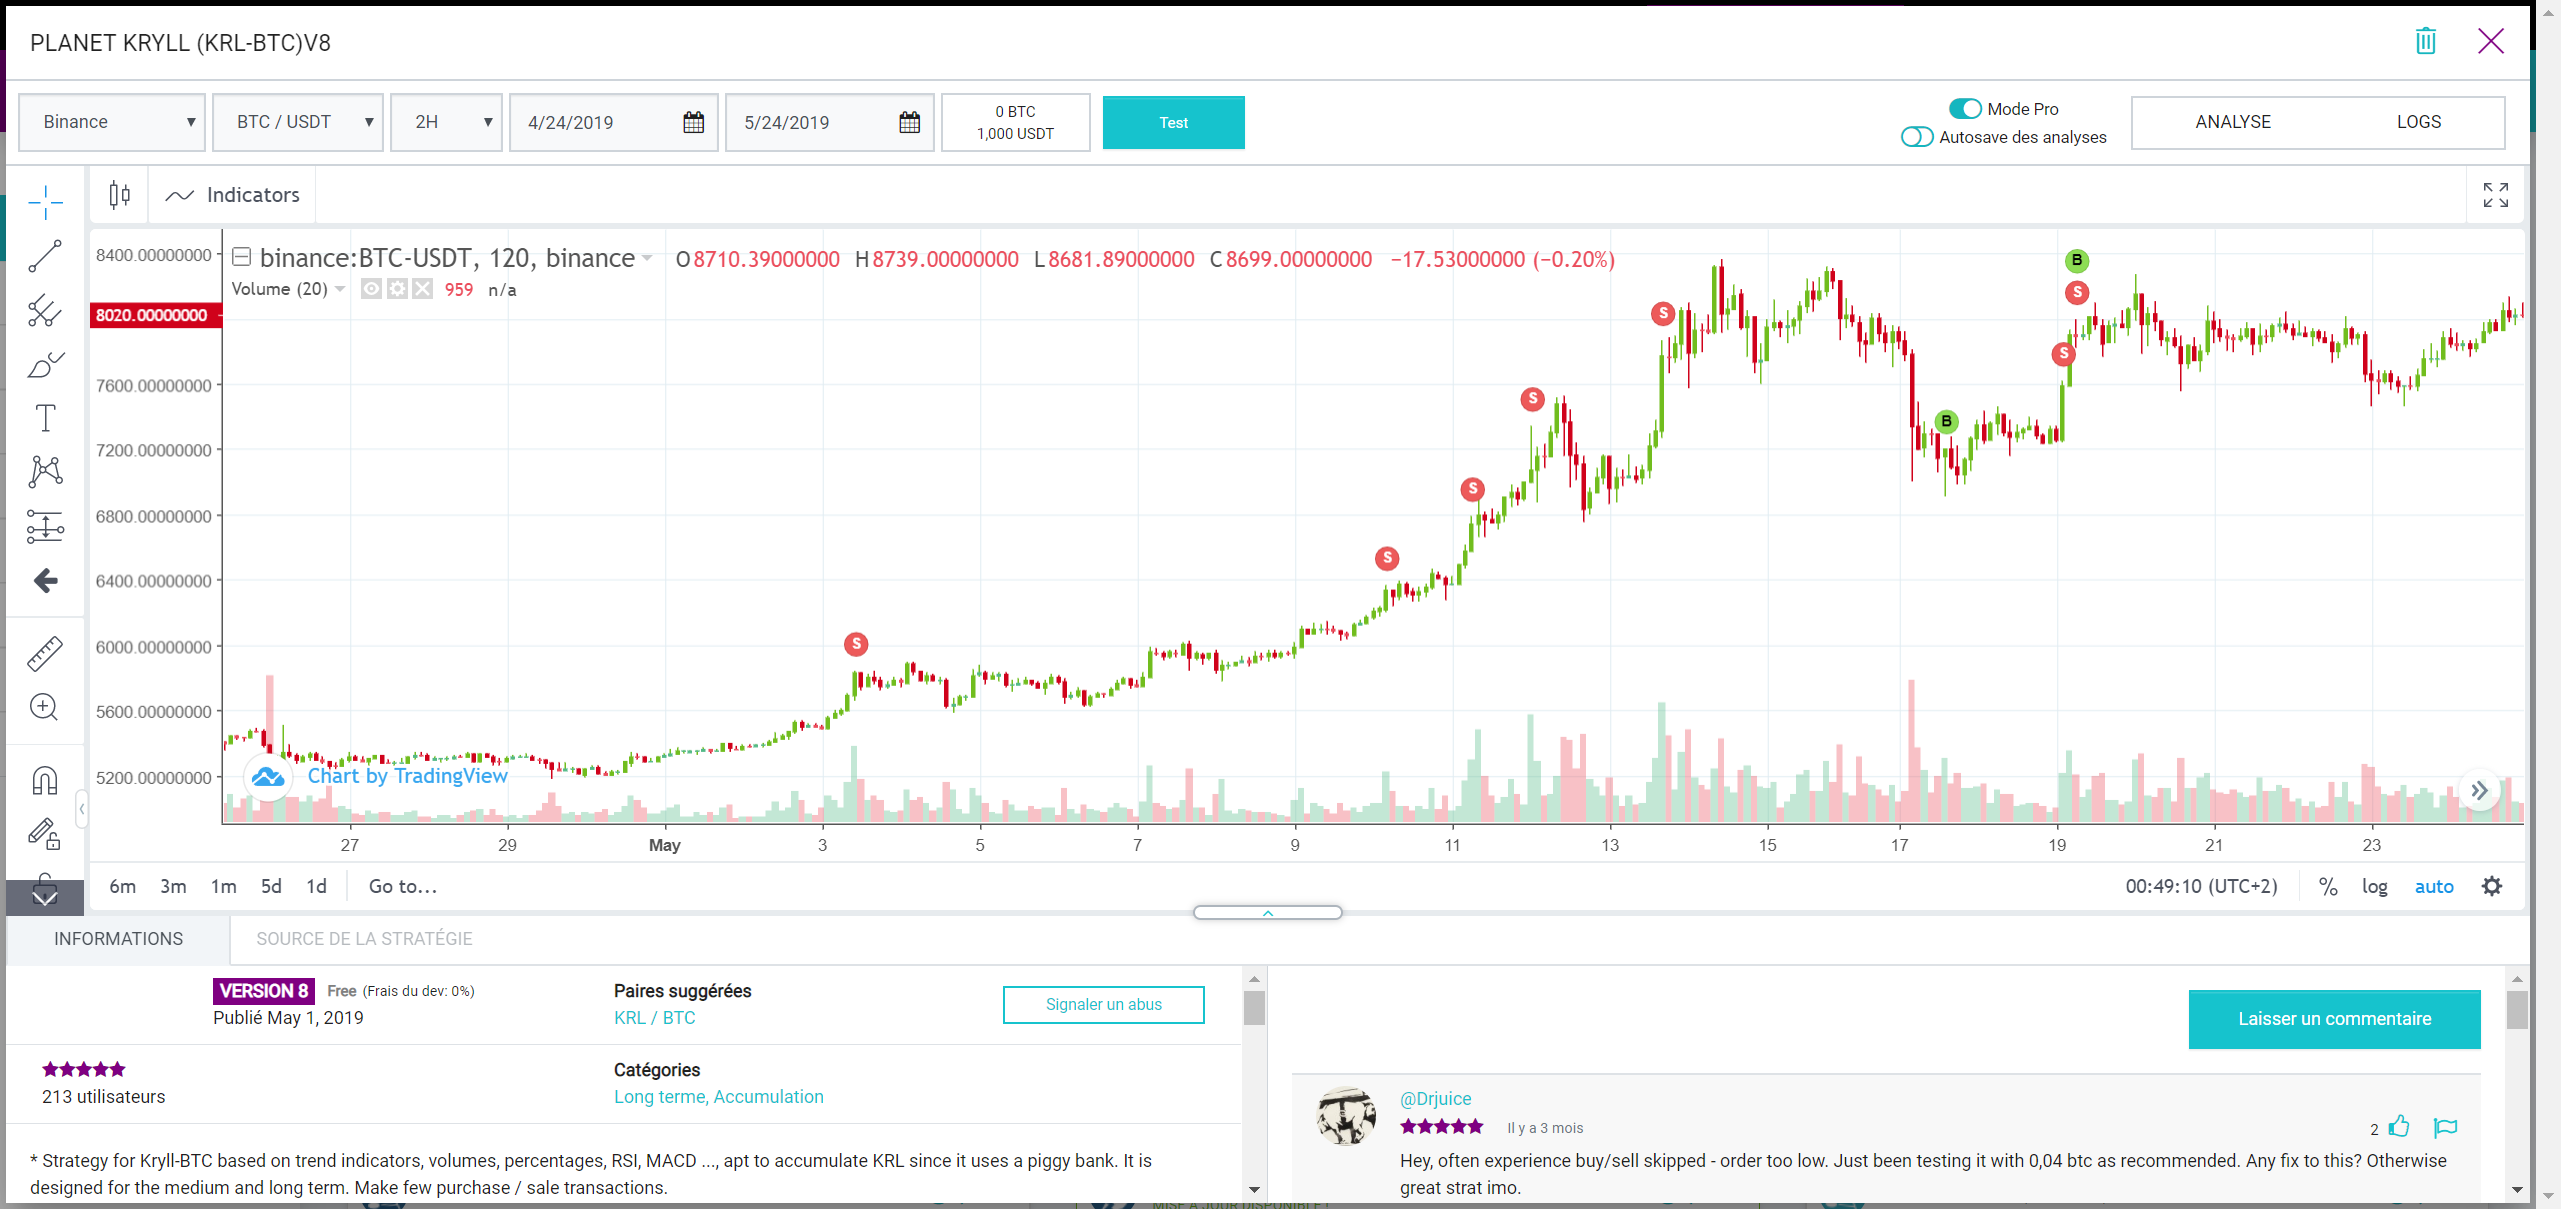 PLANET KRYLL (KRL-BTC)V8
Binance
BTC / USDT
2H
4/24/2019
5/24/2019
0 BTC
1,000 USDT
Test
Mode Pro
Autosave des analyses
ANALYSE
LOGS
Indicators
binance:BTC-USDT, 120, binance
O8710.39000000 H8739.00000000 L8681.89000000 C8699.00000000 −17.53000000 (−0.20%)
Volume (20) 959 n/a
8400.00000000
8020.00000000
7600.00000000
7200.00000000
6800.00000000
6400.00000000
6000.00000000
5600.00000000
5200.00000000
S
S
S
S
S
B
S
B
S
Chart by TradingView
27 29 May 3 5 7 9 11 13 15 17 19 21 23
6m 3m 1m 5d 1d Go to...
00:49:10 (UTC+2) % log auto
INFORMATIONS
SOURCE DE LA STRATÉGIE
VERSION 8 Free (Frais du dev: 0%)
Publié May 1, 2019
Paires suggérées
KRL / BTC
Signaler un abus
213 utilisateurs
Catégories
Long terme, Accumulation
* Strategy for Kryll-BTC based on trend indicators, volumes, percentages, RSI, MACD ..., apt to accumulate KRL since it uses a piggy bank. It is
designed for the medium and long term. Make few purchase / sale transactions.
Laisser un commentaire
@Drjuice
Il y a 3 mois
2
Hey, often experience buy/sell skipped - order too low. Just been testing it with 0,04 btc as recommended. Any fix to this? Otherwise
great strat imo.
MISE À JOUR DISPONIBLE !